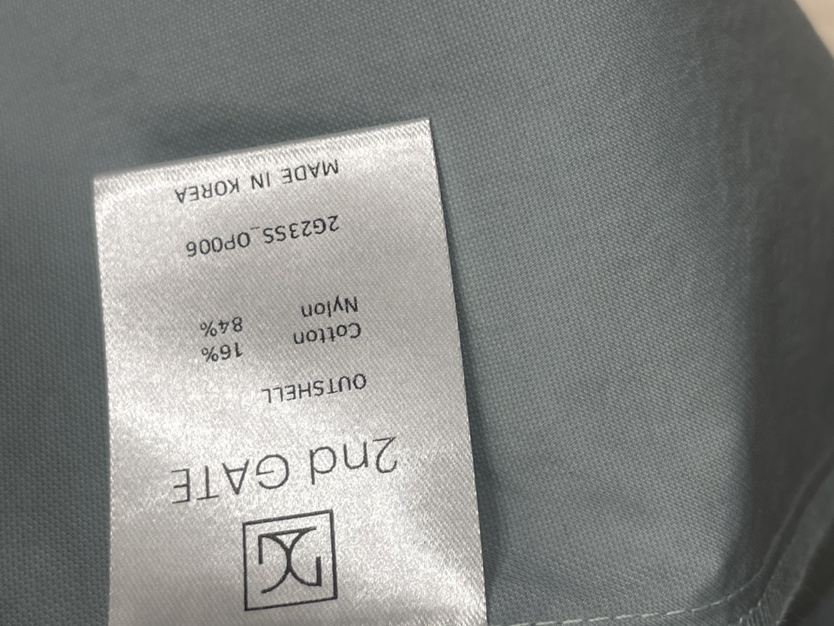 2nd GATE
OUTSHELL
Cotton 16%
Nylon 84%
2G23SS_OP006
MADE IN KOREA